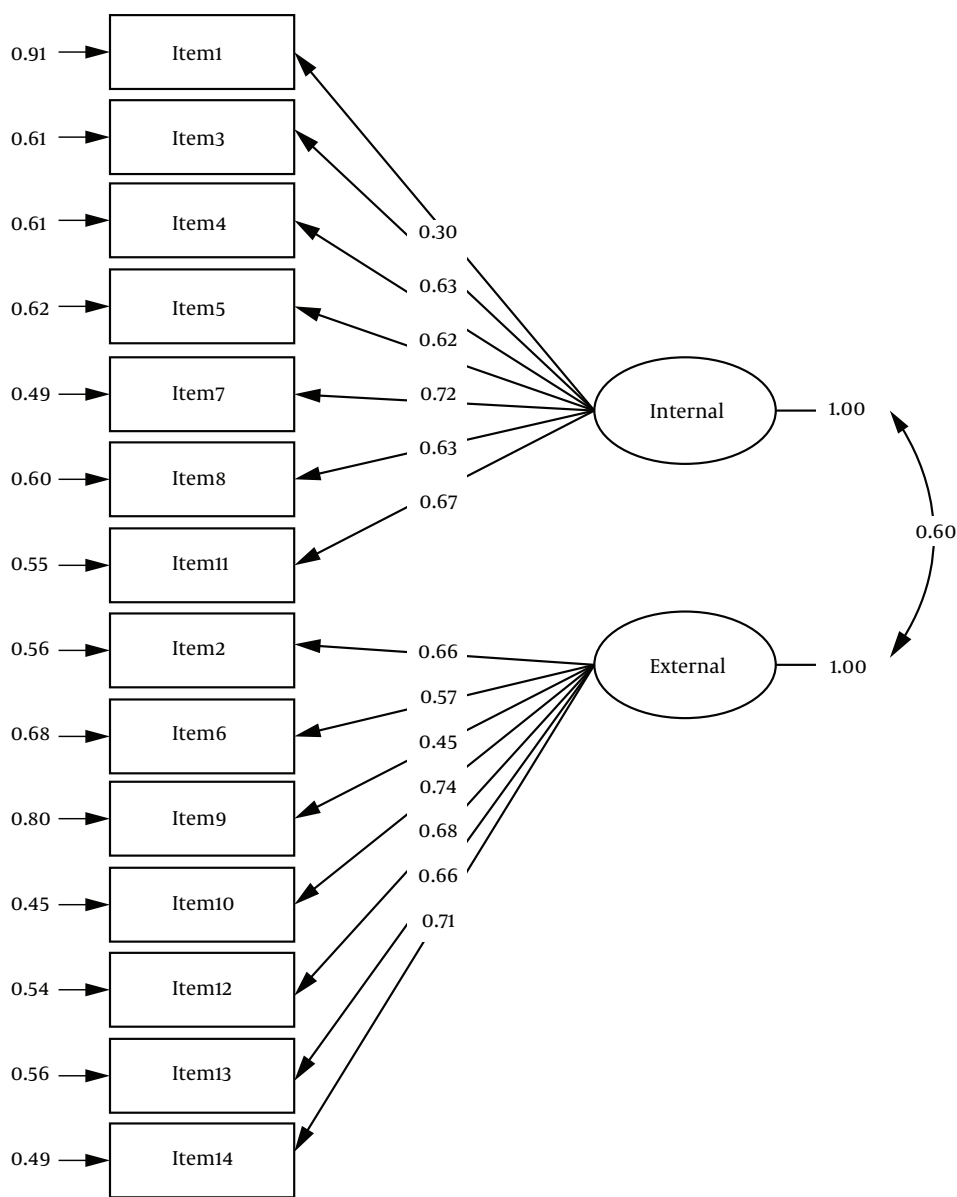 0.91 Item1
0.61 Item3
0.61 Item4
0.62 Item5
0.49 Item7
0.60 Item8
0.55 Item11
0.56 Item2
0.68 Item6
0.80 Item9
0.45 Item10
0.54 Item12
0.56 Item13
0.49 Item14
0.30
0.63
0.62
0.72
0.63
0.67
0.66
0.57
0.45
0.74
0.68
0.66
0.71
Internal 1.00
External 1.00
0.60